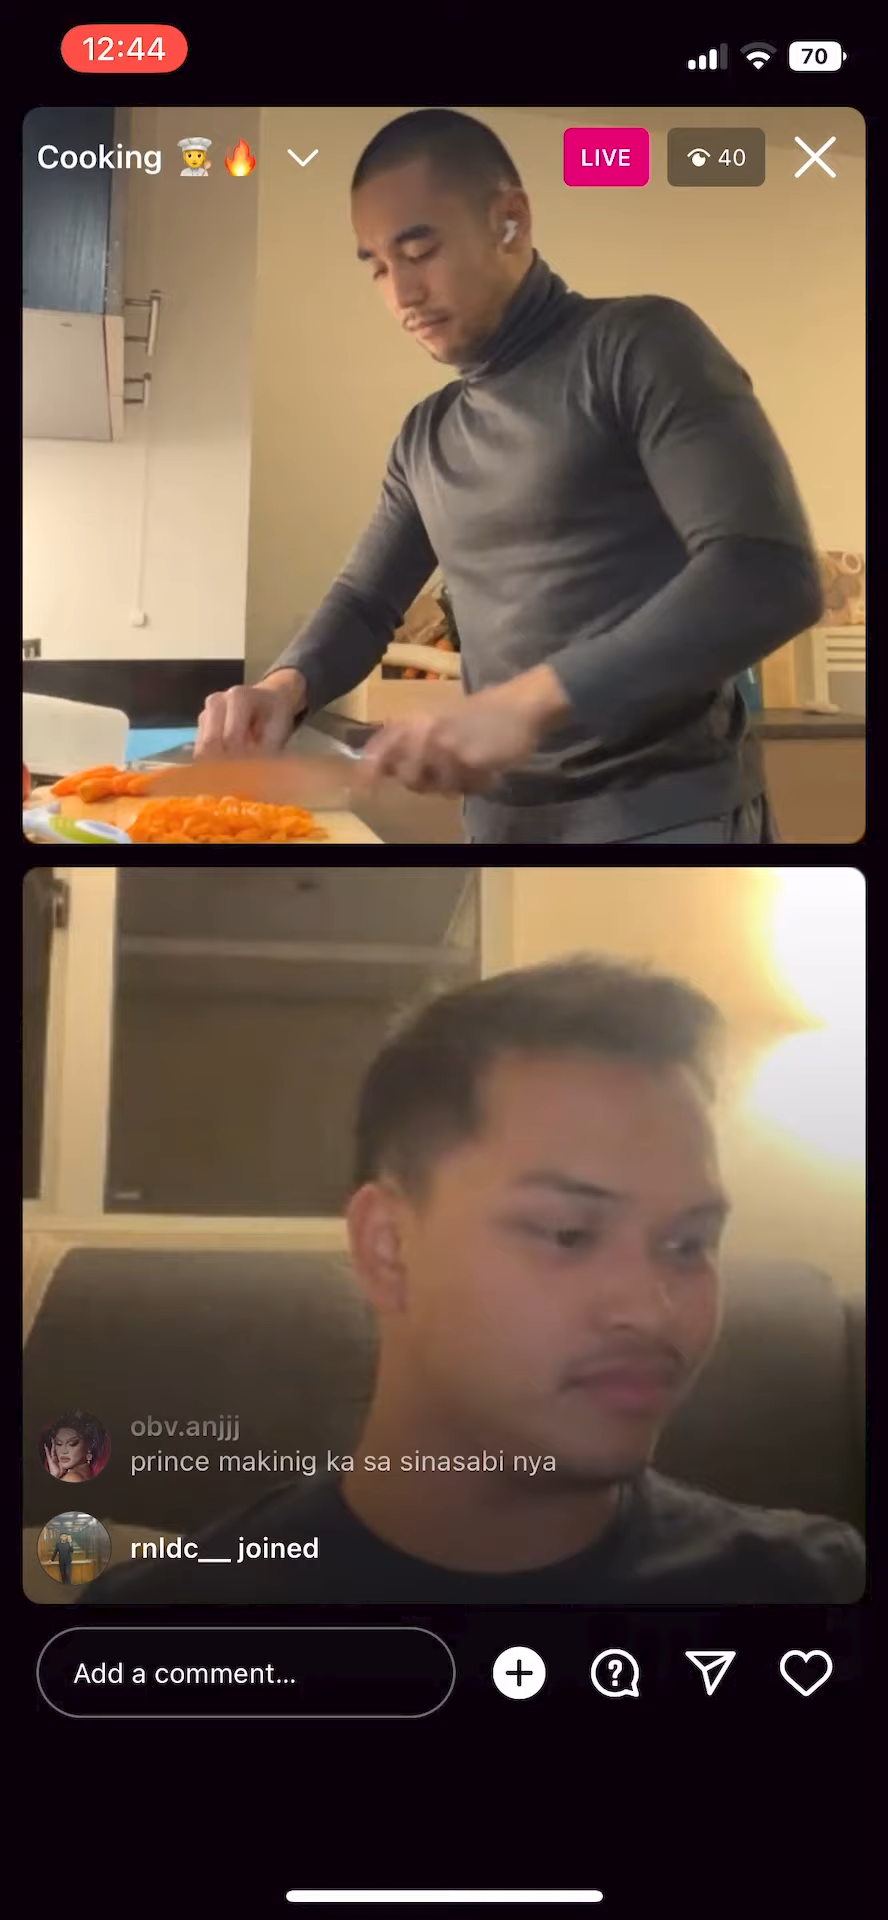 12:44
70
Cooking 🧑‍🍳🔥
LIVE
40
obv.anjjj
prince makinig ka sa sinasabi nya
rnldc__ joined
Add a comment...